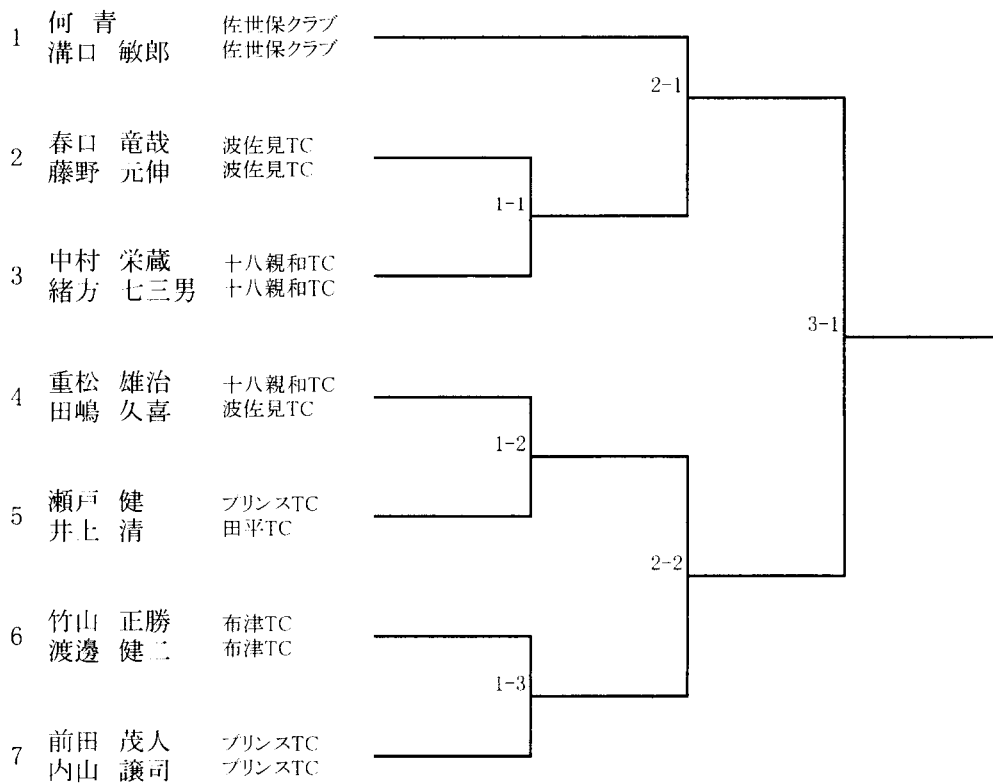 何 青 佐世保クラブ
1
溝口 敏郎 佐世保クラブ
2-1
春口 竜哉 波佐見TC
2
藤野 元伸 波佐見TC
1-1
中村 栄蔵 十八親和TC
3
緒方 七三男 十八親和TC
3-1
重松 雄治 十八親和TC
4
田嶋 久喜 波佐見TC
1-2
瀬戸 健 プリンスTC
5
井上 清 田平TC
2-2
竹山 正勝 布津TC
6
渡邊 健二 布津TC
1-3
前田 茂人 プリンスTC
7
内山 譲司 プリンスTC